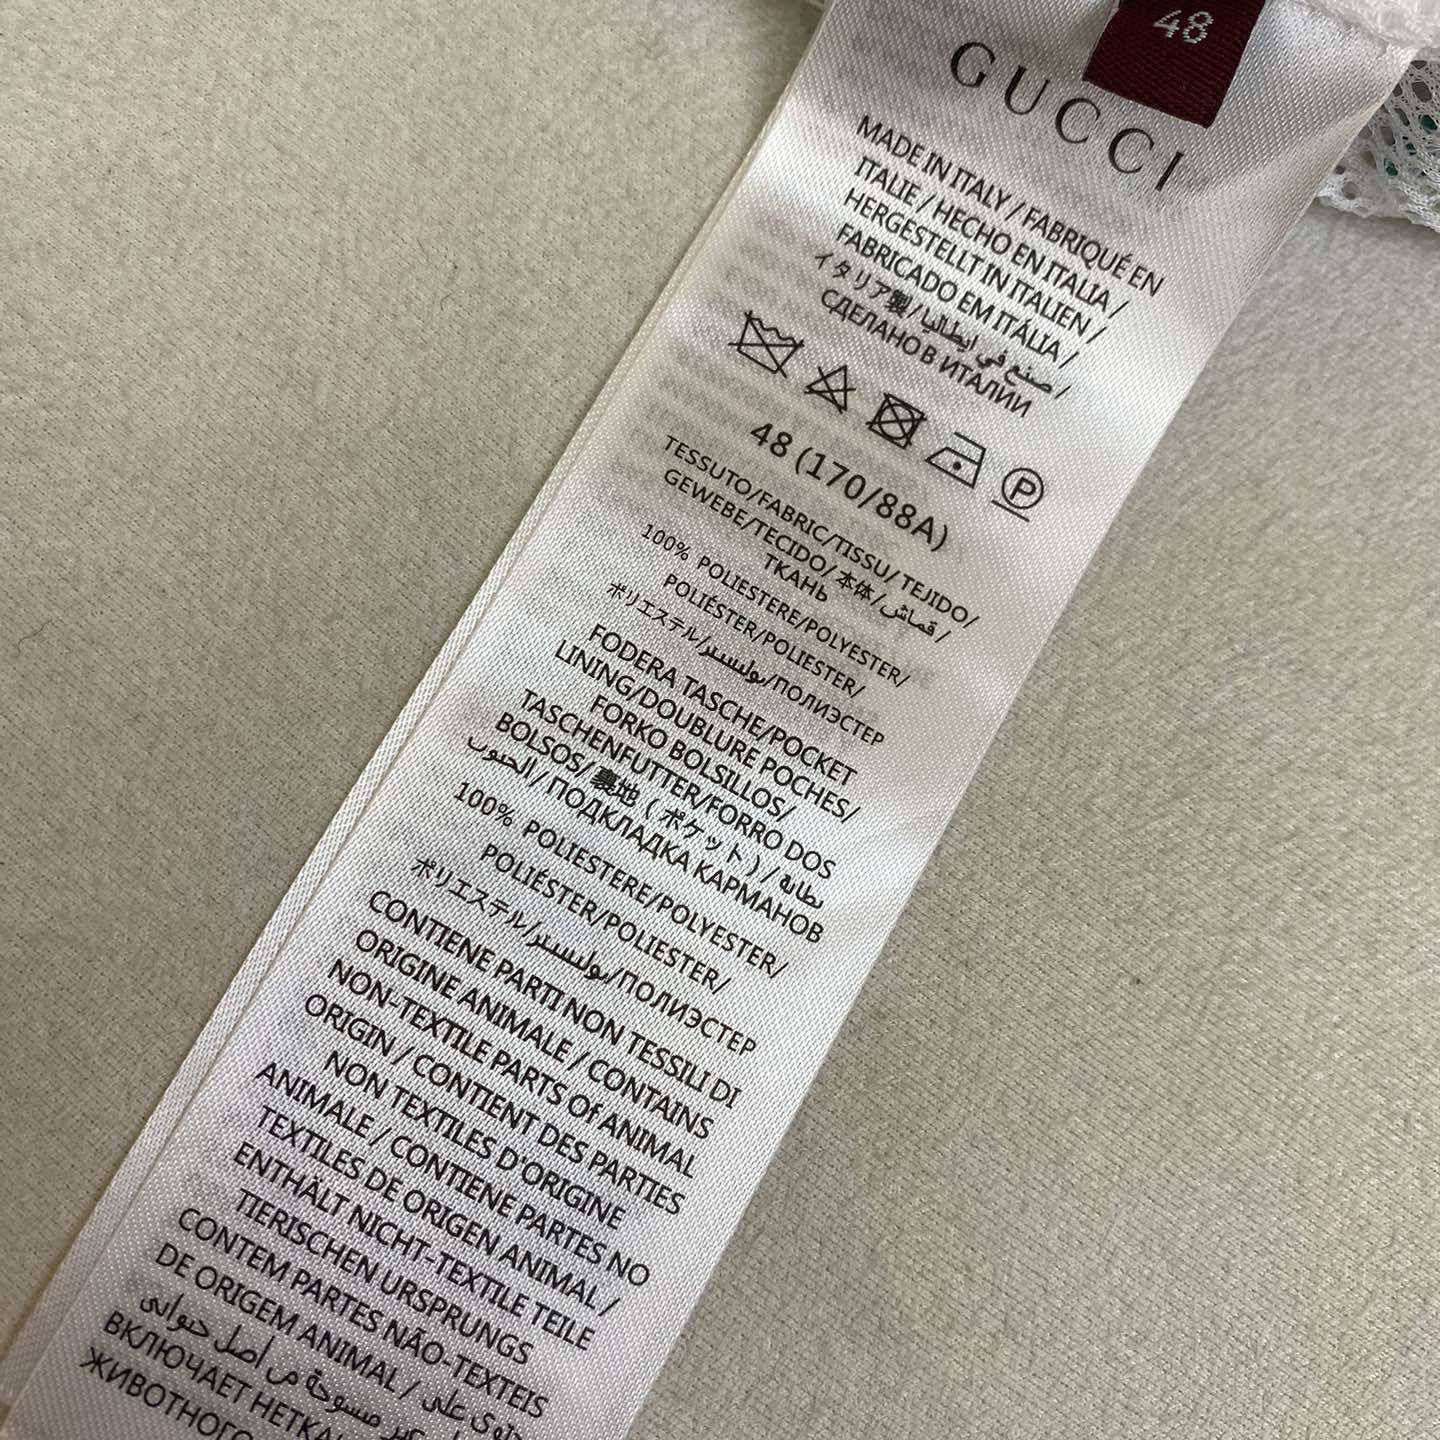 48
GUCCI
MADE IN ITALY / FABRIQUÉ EN
ITALIE / HECHO EN ITALIA /
HERGESTELLT IN ITALIEN /
FABRICADO EM ITÁLIA /
イタリア製/صنع في إيطاليا /
СДЕЛАНО В ИТАЛИИ
P
48 (170/88A)
TESSUTO/FABRIC/TISSU/ TEJIDO/
GEWEBE/TECIDO/ 本体/قماش /
ТКАНЬ
100% POLIESTERE/POLYESTER/
POLIÉSTER/POLIESTER/
ポリエステル/بوليستر/ПОЛИЭСТЕР
FODERA TASCHE/POCKET
LINING/DOUBLURE POCHES/
FORKO BOLSILLOS/
TASCHENFUTTER/FORRO DOS
BOLSOS/ 裏地 ( ポケット ) / بطانة
الجيوب / ПОДКЛАДКА КАРМАНОВ
100% POLIESTERE/POLYESTER/
POLIÉSTER/POLIESTER/
ポリエステル/بوليستر/ПОЛИЭСТЕР
CONTIENE PARTI NON TESSILI DI
ORIGINE ANIMALE / CONTAINS
NON-TEXTILE PARTS Of ANIMAL
ORIGIN / CONTIENT DES PARTIES
NON TEXTILES D'ORIGINE
ANIMALE / CONTIENE PARTES NO
TEXTILES DE ORIGEN ANIMAL /
ENTHÄLT NICHT-TEXTILE TEILE
TIERISCHEN URSPRUNGS
CONTEM PARTES NÃO-TEXTEIS
DE ORIGEM ANIMAL / على
من أصل حيواني
ВКЛЮЧАЕТ